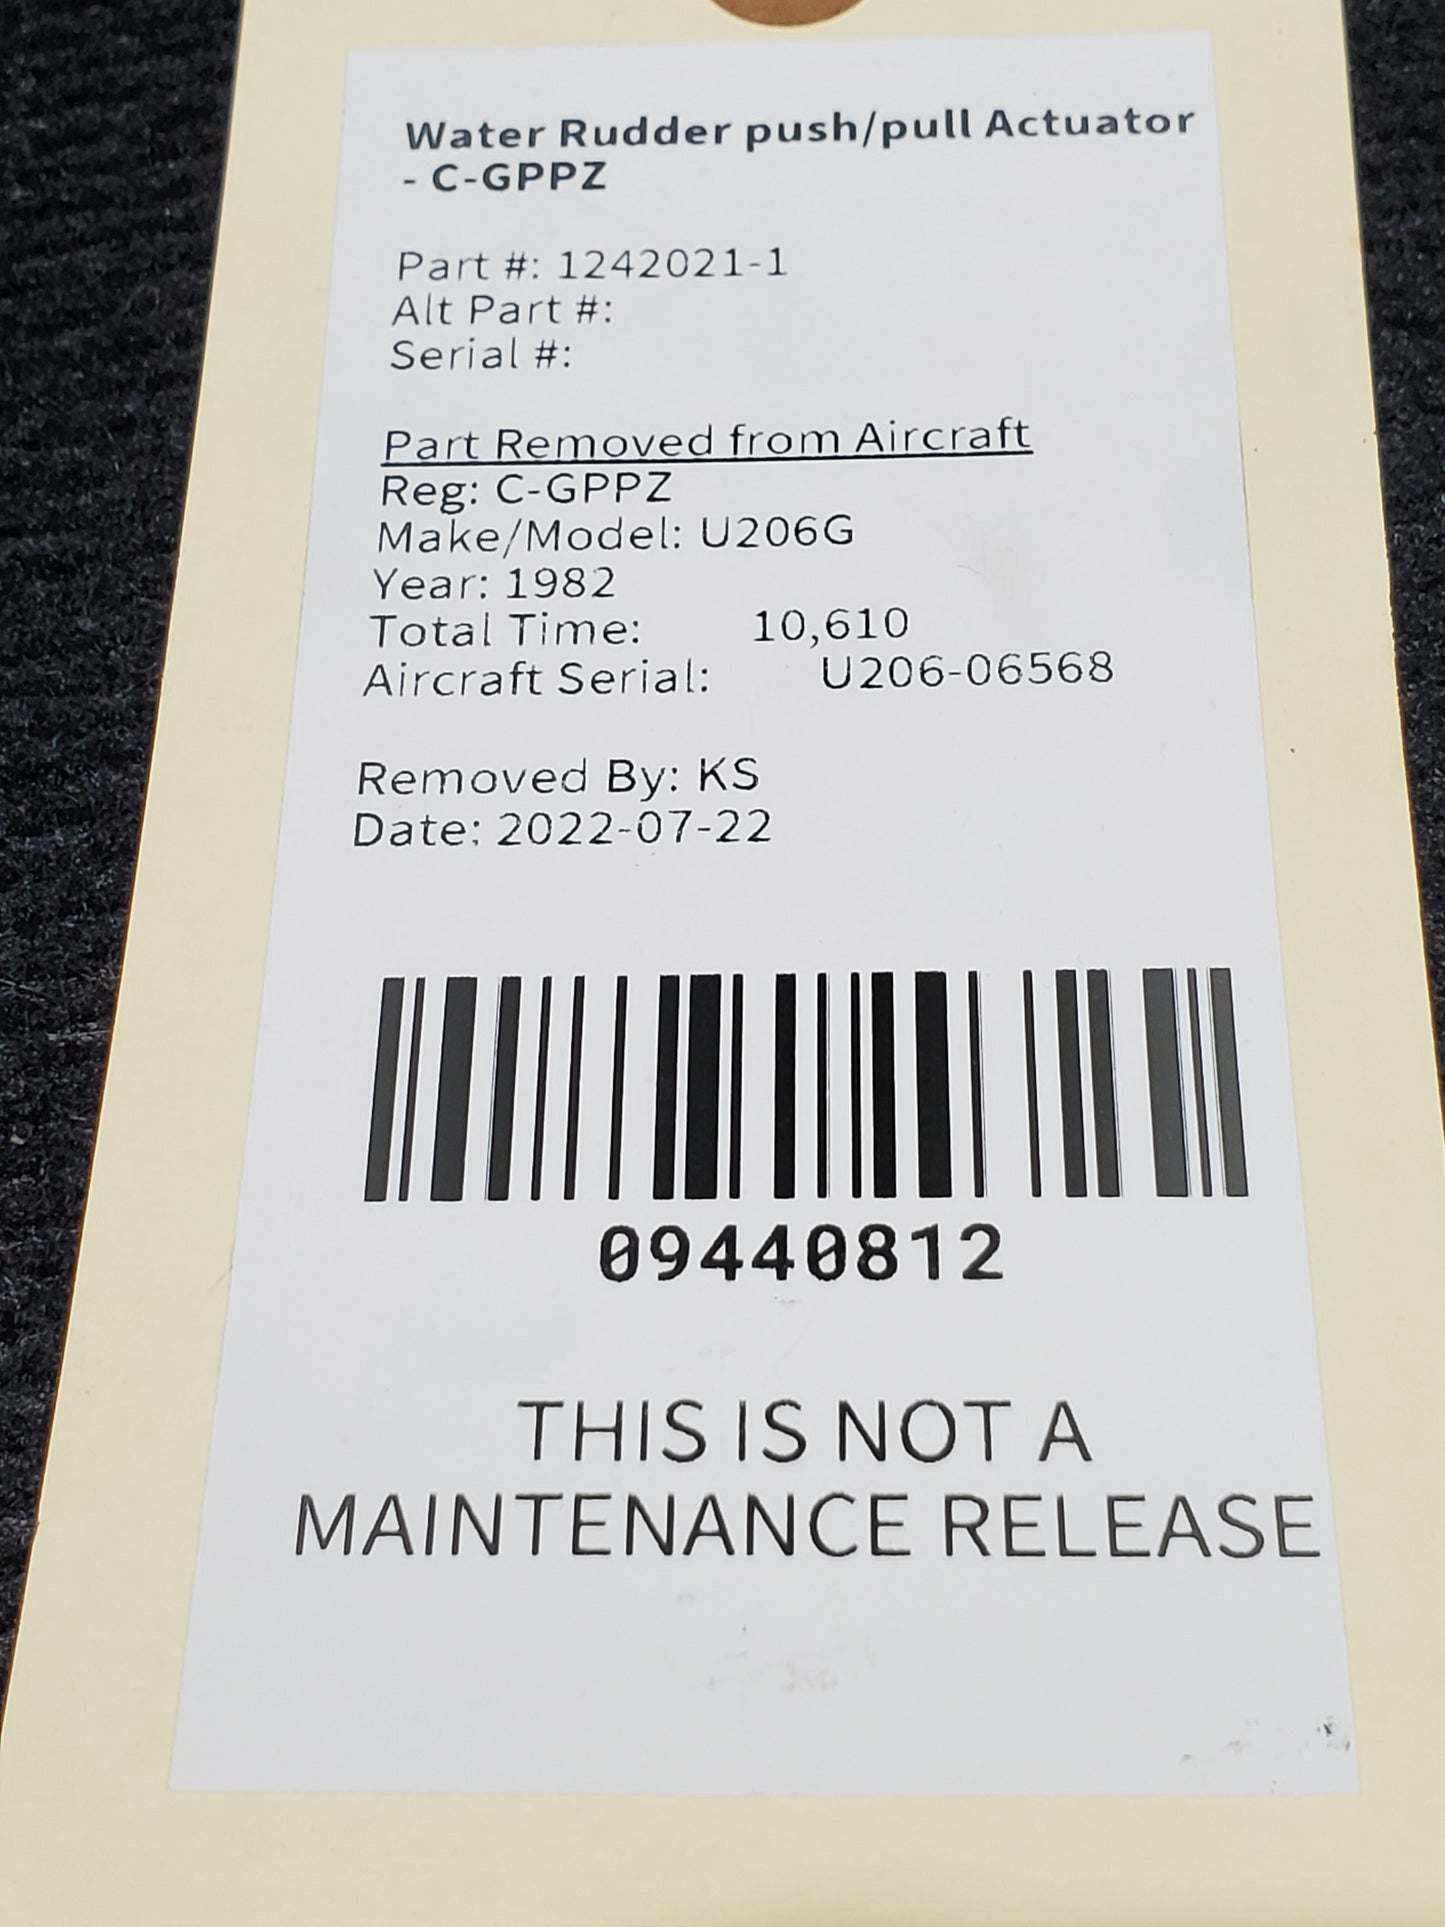 Water Rudder push/pull Actuator
- C-GPPZ
Part #: 1242021-1
Alt Part #:
Serial #:
Part Removed from Aircraft
Reg: C-GPPZ
Make/Model: U206G
Year: 1982
Total Time: 10,610
Aircraft Serial: U206-06568
Removed By: KS
Date: 2022-07-22
09440812
THIS IS NOT A
MAINTENANCE RELEASE